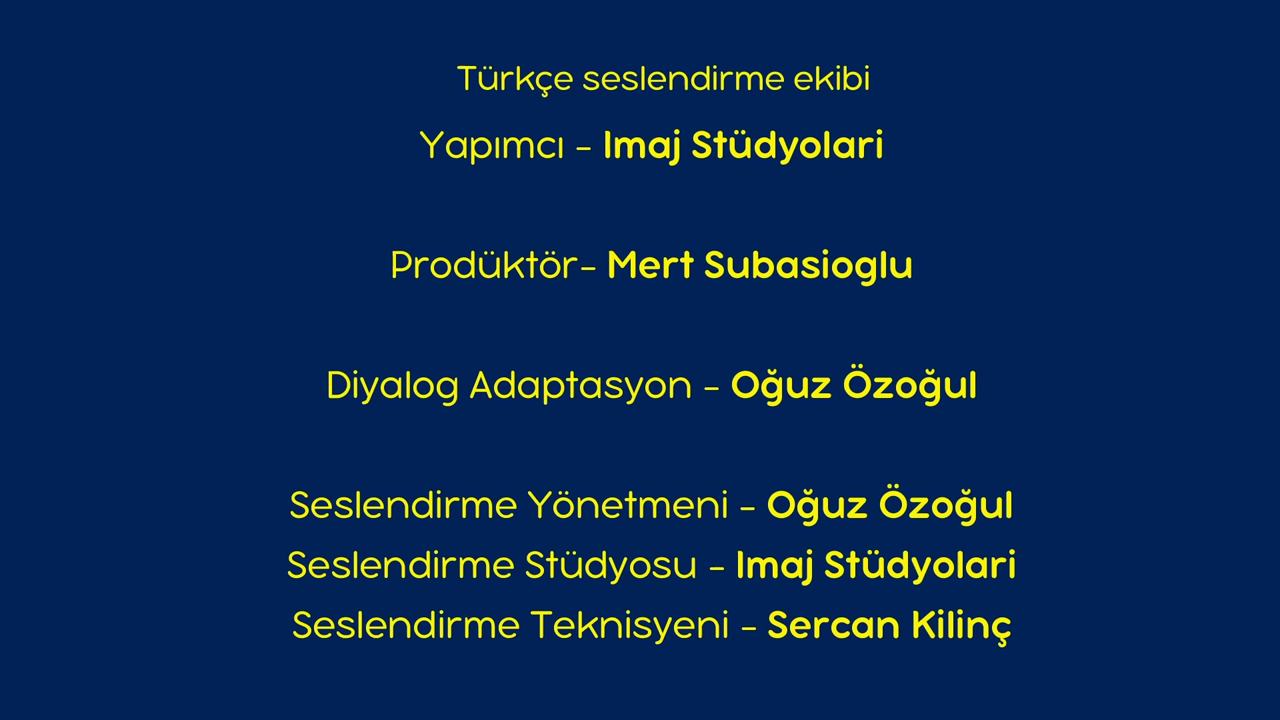 Türkçe seslendirme ekibi
Yapımcı - Imaj Stüdyolari
Prodüktör- Mert Subasioglu
Diyalog Adaptasyon - Oğuz Özoğul
Seslendirme Yönetmeni - Oğuz Özoğul
Seslendirme Stüdyosu - Imaj Stüdyolari
Seslendirme Teknisyeni - Sercan Kilinç